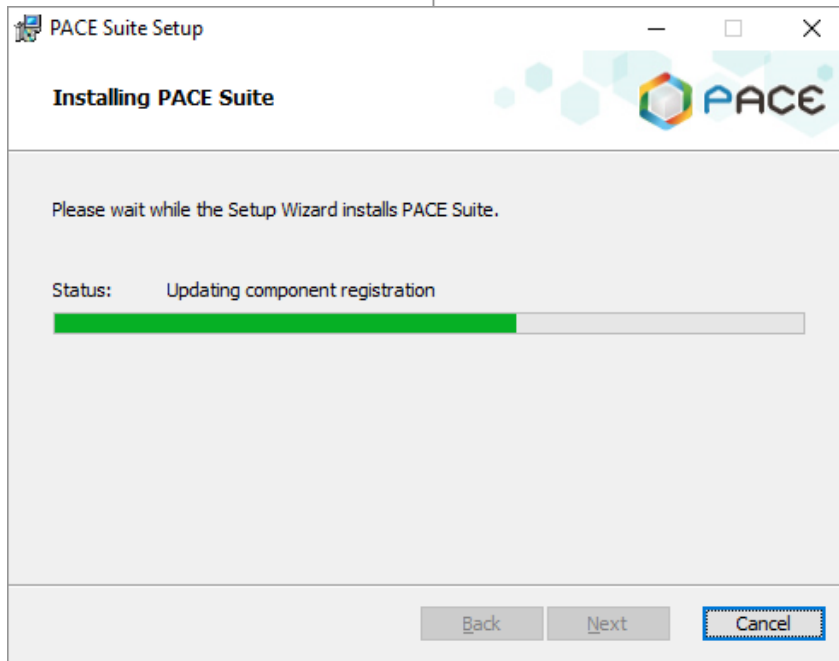 PACE Suite Setup
Installing PACE Suite
PACE
Please wait while the Setup Wizard installs PACE Suite.
Status: Updating component registration
Back Next Cancel